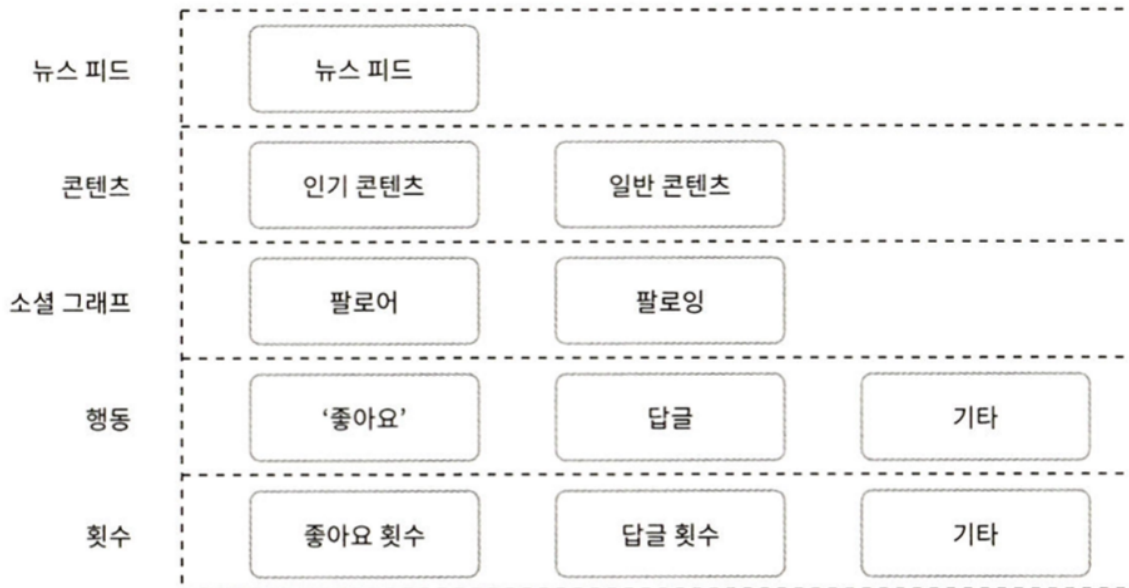 뉴스 피드
뉴스 피드
콘텐츠
인기 콘텐츠
일반 콘텐츠
소셜 그래프
팔로어
팔로잉
행동
‘좋아요’
답글
기타
횟수
좋아요 횟수
답글 횟수
기타